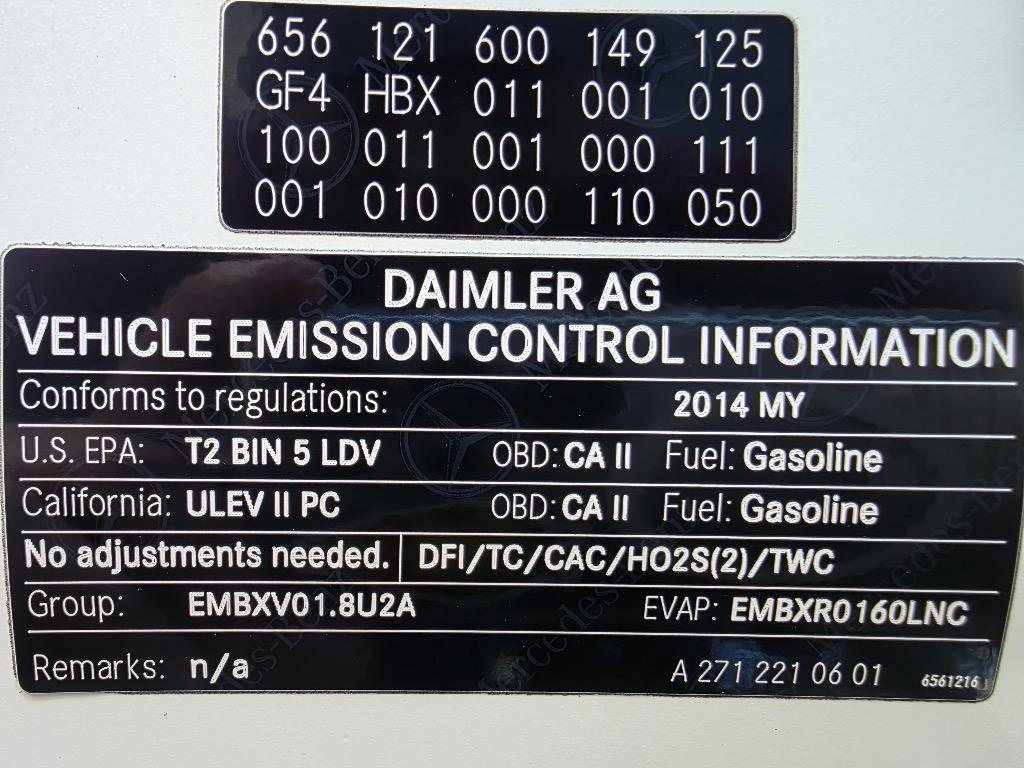 656 121 600 149 125
GF4 HBX 011 001 010
100 011 001 000 111
001 010 000 110 050
DAIMLER AG
VEHICLE EMISSION CONTROL INFORMATION
Conforms to regulations: 2014 MY
U.S. EPA: T2 BIN 5 LDV OBD: CA II Fuel: Gasoline
California: ULEV II PC OBD: CA II Fuel: Gasoline
No adjustments needed. DFI/TC/CAC/HO2S(2)/TWC
Group: EMBXV01.8U2A EVAP: EMBXR0160LNC
Remarks: n/a A 271 221 06 01 6561216